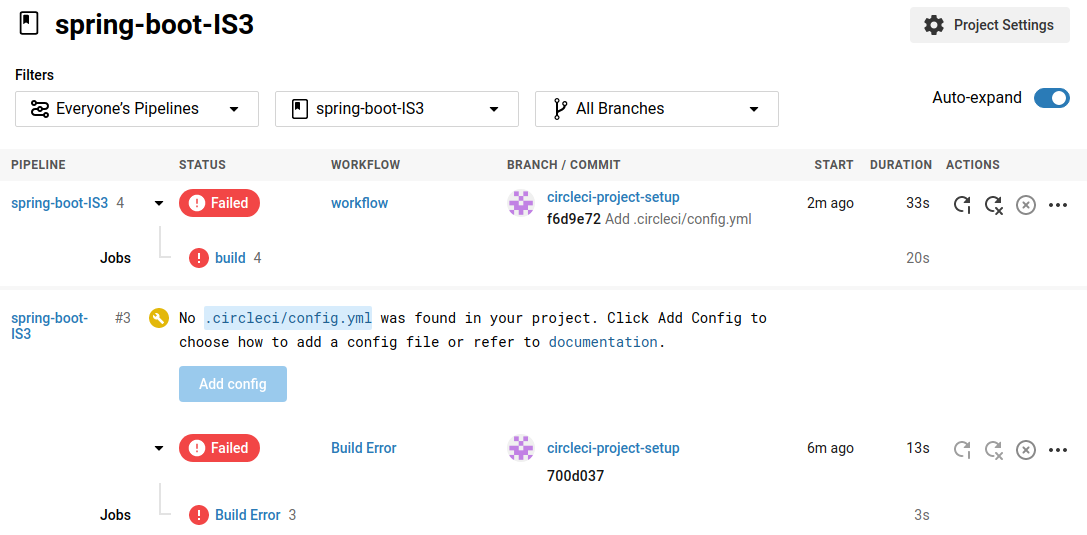 spring-boot-IS3
Project Settings
Filters
Everyone's Pipelines
spring-boot-IS3
All Branches
Auto-expand
PIPELINE STATUS WORKFLOW BRANCH / COMMIT START DURATION ACTIONS
spring-boot-IS3 4 Failed workflow circleci-project-setup 2m ago 33s
f6d9e72 Add .circleci/config.yml
Jobs build 4 20s
spring-boot-IS3 #3
No .circleci/config.yml was found in your project. Click Add Config to
choose how to add a config file or refer to documentation.
Add config
Failed Build Error circleci-project-setup 6m ago 13s
700d037
Jobs Build Error 3 3s